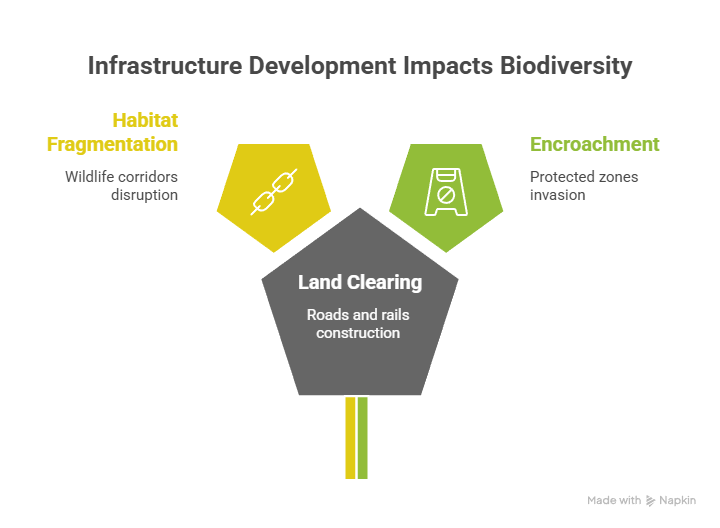 Infrastructure Development Impacts Biodiversity
Habitat
Fragmentation
Wildlife corridors
disruption
Encroachment
Protected zones
invasion
Land Clearing
Roads and rails
construction
Made with Napkin